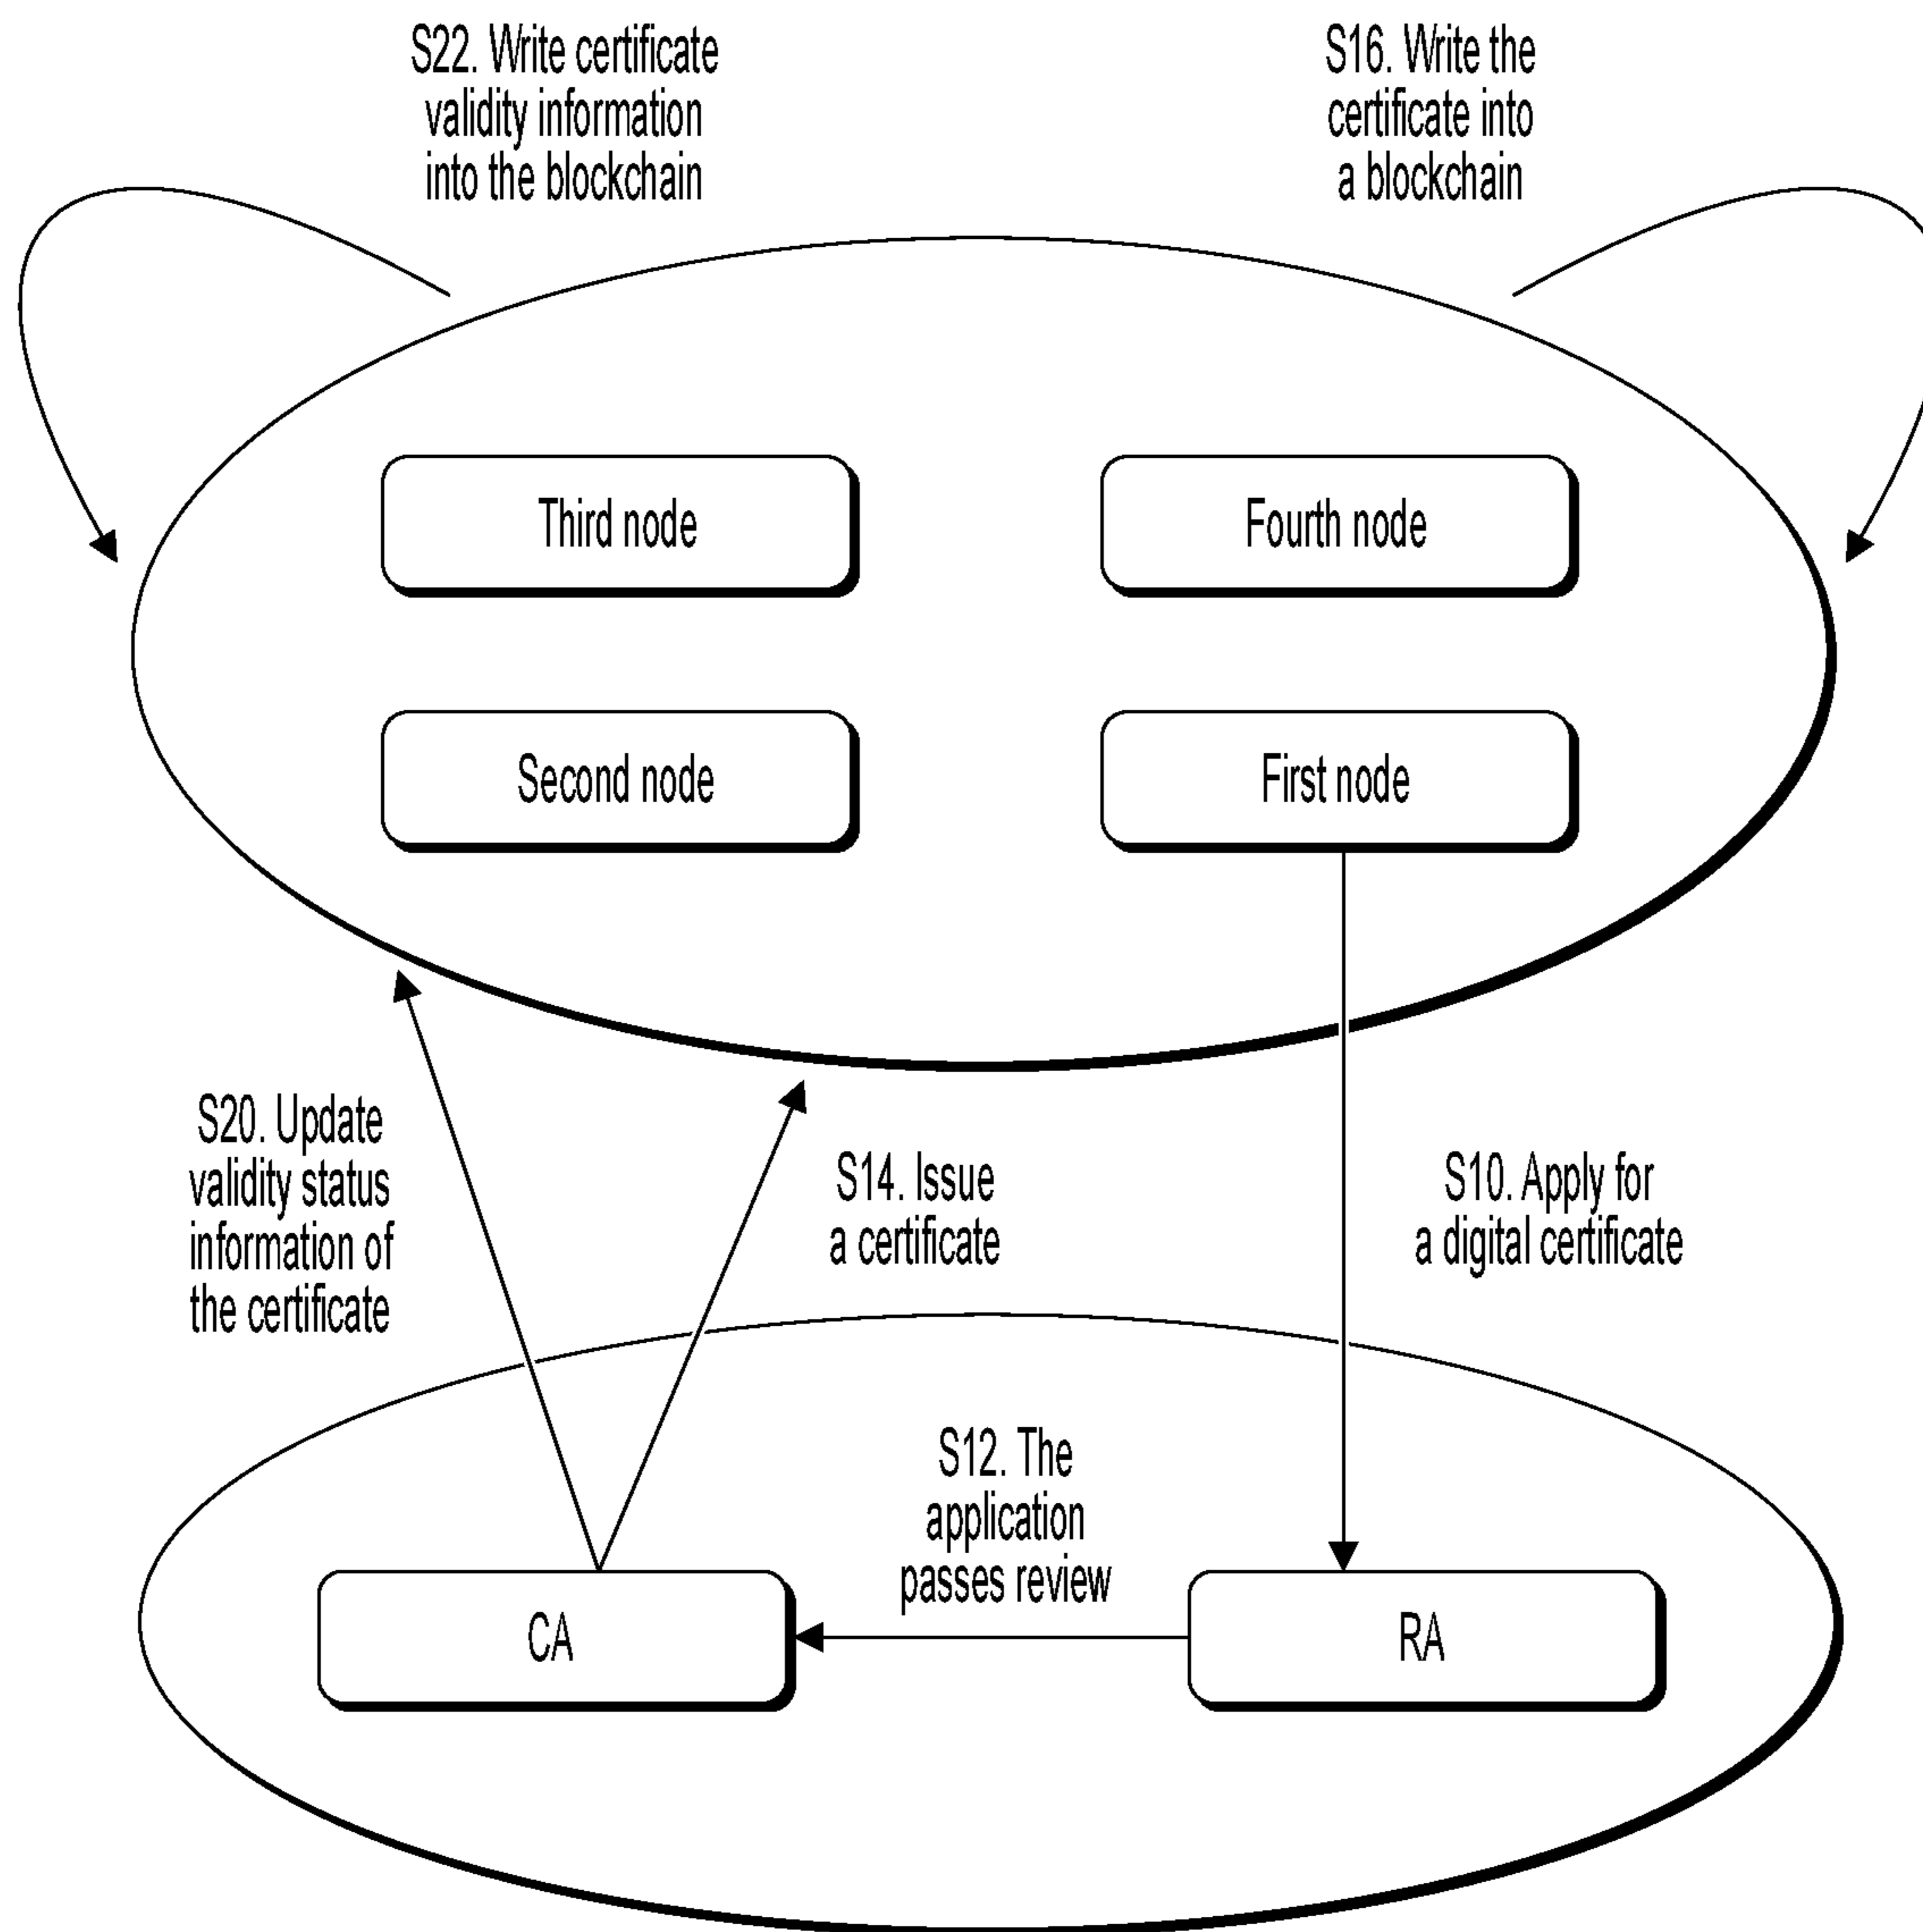 S22. Write certificate
validity information
into the blockchain
S16. Write the
certificate into
a blockchain
Third node
Fourth node
Second node
First node
S20. Update
validity status
information of
the certificate
S14. Issue
a certificate
S10. Apply for
a digital certificate
S12. The
application
passes review
CA
RA